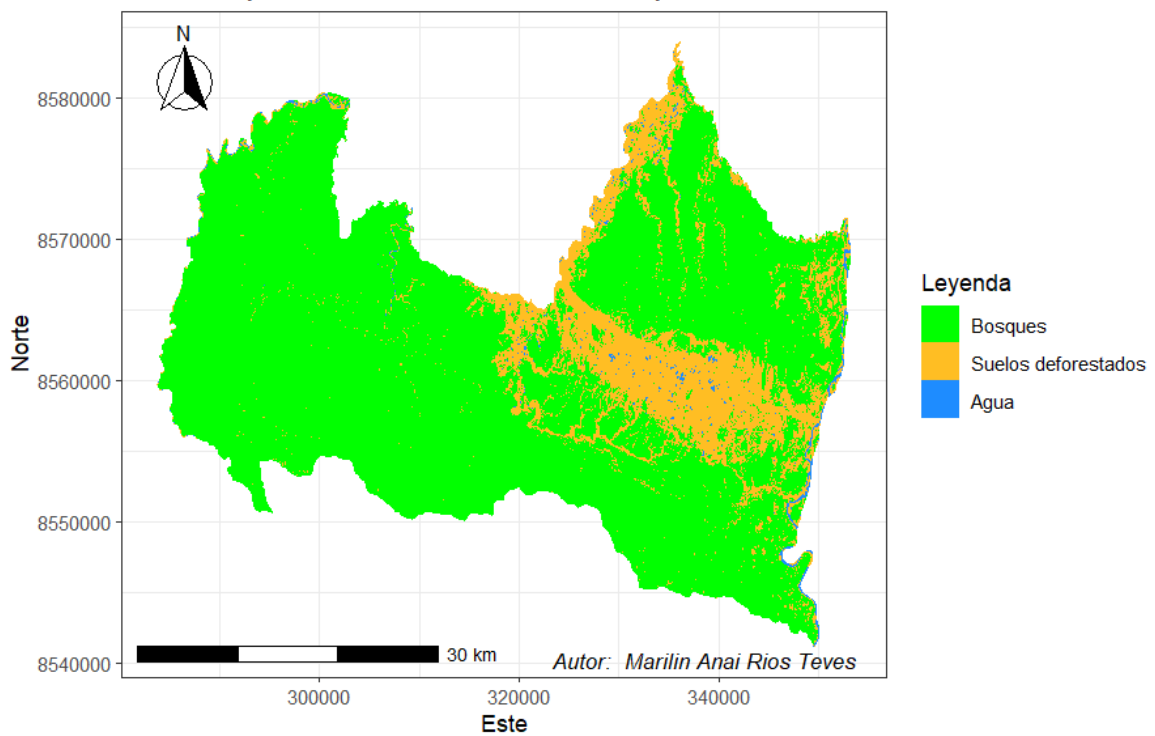 N
8580000
8570000
8560000
8550000
8540000
Norte
30 km
Autor: Marilin Anai Rios Teves
300000
320000
340000
Este
Leyenda
Bosques
Suelos deforestados
Agua